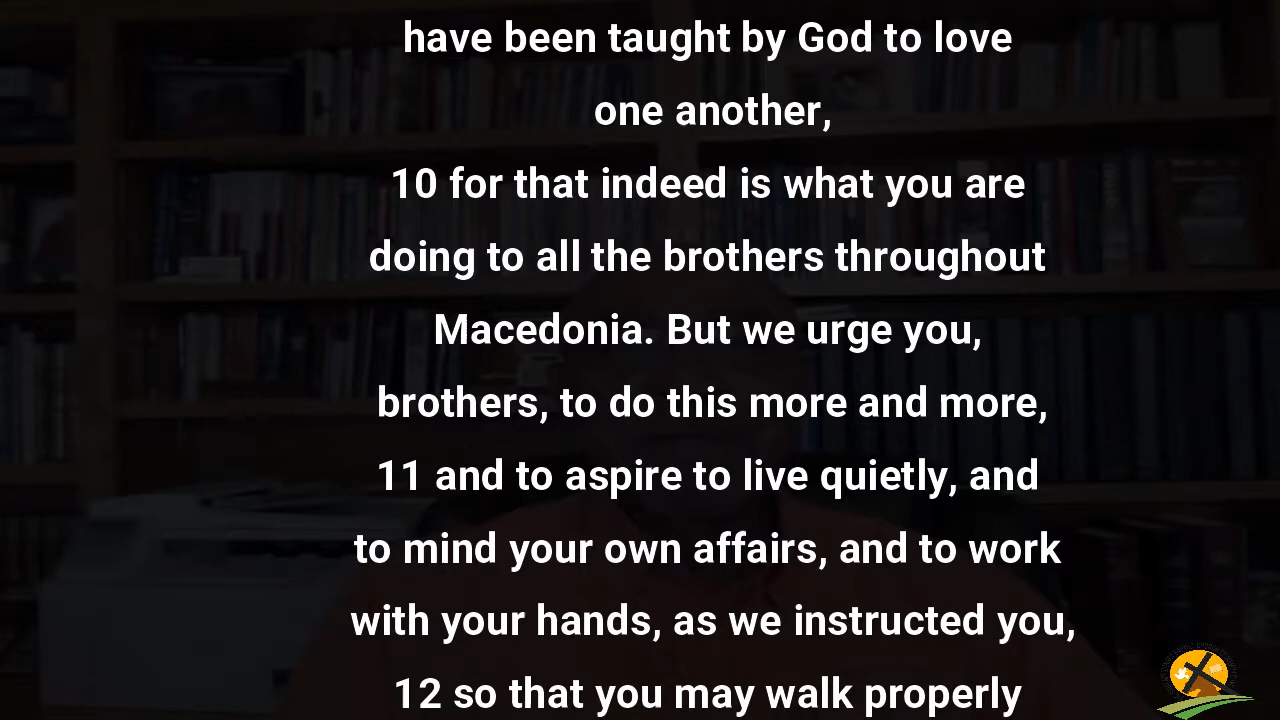 have been taught by God to love
one another,
10 for that indeed is what you are
doing to all the brothers throughout
Macedonia. But we urge you,
brothers, to do this more and more,
11 and to aspire to live quietly, and
to mind your own affairs, and to work
with your hands, as we instructed you,
12 so that you may walk properly